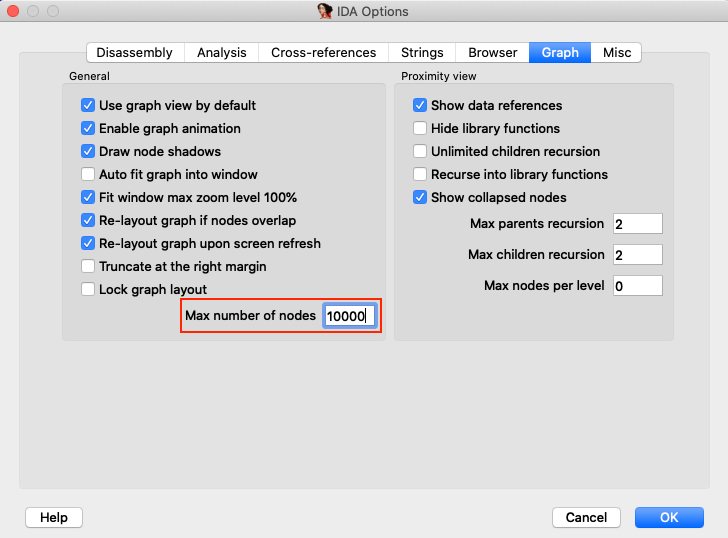 IDA Options
Disassembly Analysis Cross-references Strings Browser Graph Misc
General
Use graph view by default
Enable graph animation
Draw node shadows
Auto fit graph into window
Fit window max zoom level 100%
Re-layout graph if nodes overlap
Re-layout graph upon screen refresh
Truncate at the right margin
Lock graph layout
Max number of nodes 10000
Proximity view
Show data references
Hide library functions
Unlimited children recursion
Recurse into library functions
Show collapsed nodes
Max parents recursion 2
Max children recursion 2
Max nodes per level 0
Help Cancel OK